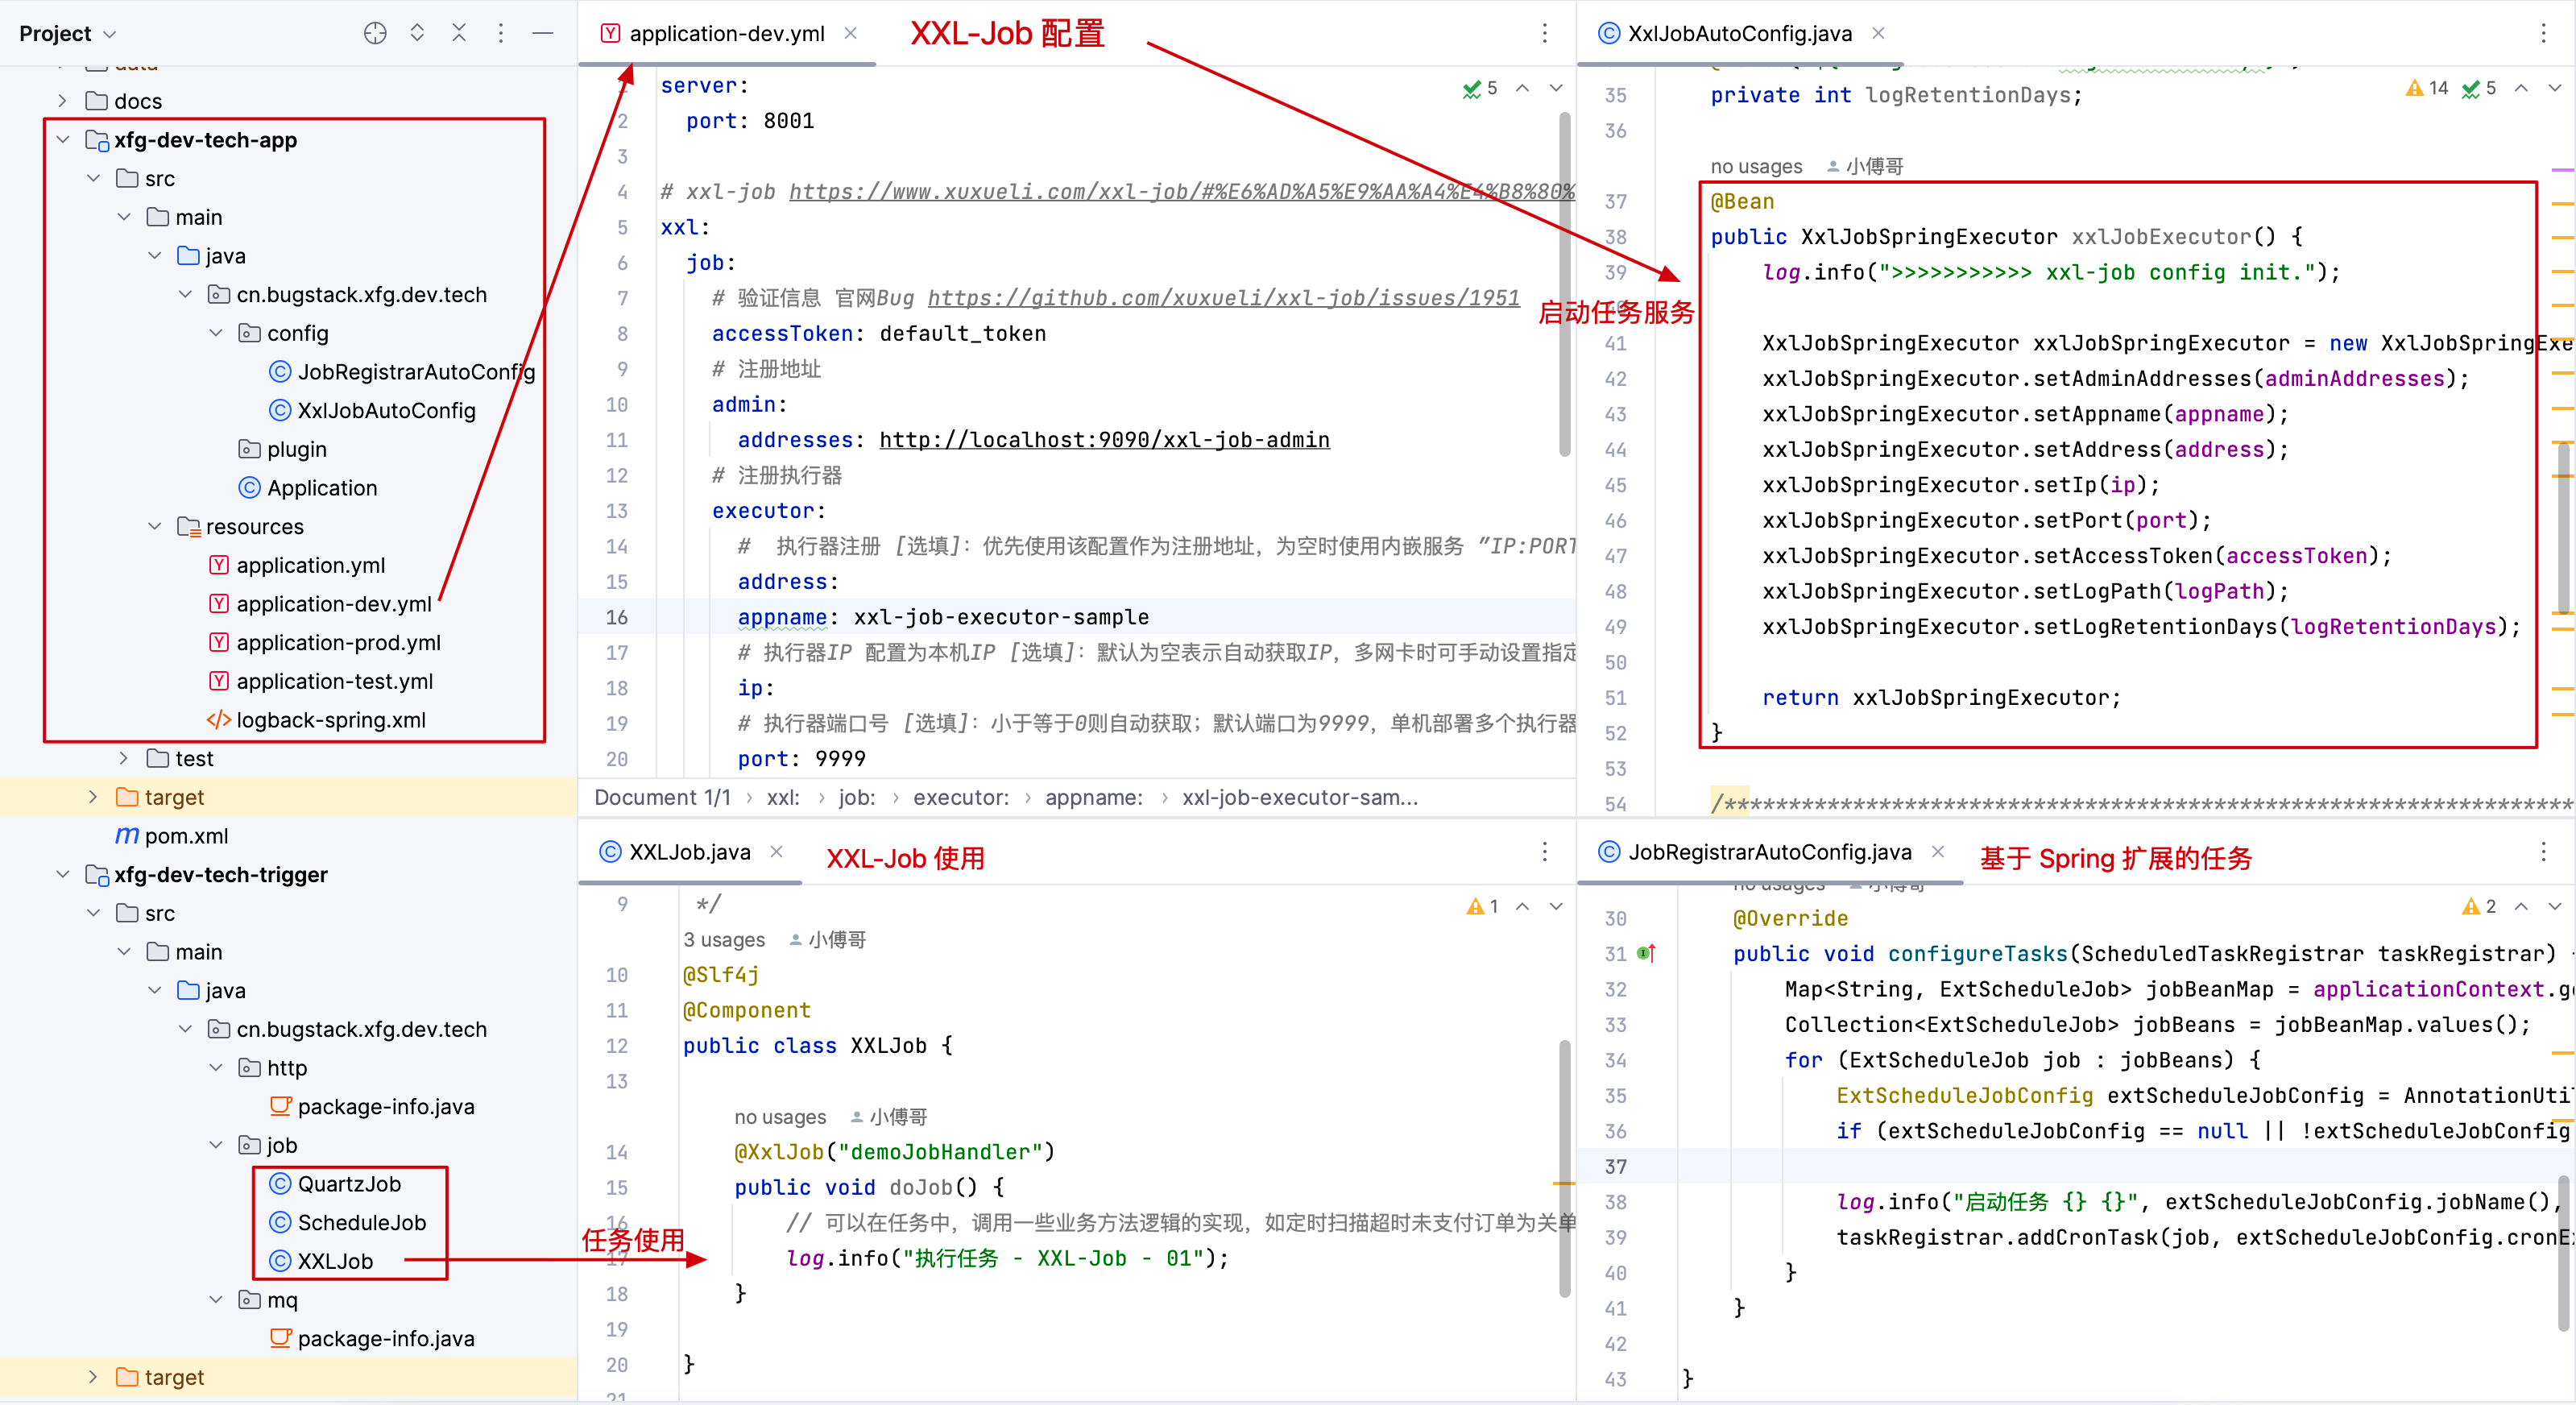 Project
data
docs
xfg-dev-tech-app
src
main
java
cn.bugstack.xfg.dev.tech
config
JobRegistrarAutoConfig
XxlJobAutoConfig
plugin
Application
resources
application.yml
application-dev.yml
application-prod.yml
application-test.yml
logback-spring.xml
test
target
pom.xml
xfg-dev-tech-trigger
src
main
java
cn.bugstack.xfg.dev.tech
http
package-info.java
job
QuartzJob
ScheduleJob
XXLJob
mq
package-info.java
target
application-dev.yml
XXL-Job 配置
5
server:
2 port: 8001
3
4 # xxl-job https://www.xuxueli.com/xxl-job/#%E6%AD%A5%E9%AA%A4%E4%B8%80%
5 xxl:
6 job:
7 # 验证信息 官网Bug https://github.com/xuxueli/xxl-job/issues/1951
8 accessToken: default_token
9 # 注册地址
10 admin:
11 addresses: http://localhost:9090/xxl-job-admin
12 # 注册执行器
13 executor:
14 # 执行器注册 [选填]：优先使用该配置作为注册地址，为空时使用内嵌服务 ”IP:PORT
15 address:
16 appname: xxl-job-executor-sample
17 # 执行器IP 配置为本机IP [选填]：默认为空表示自动获取IP，多网卡时可手动设置指定
18 ip:
19 # 执行器端口号 [选填]：小于等于0则自动获取；默认端口为9999，单机部署多个执行器
20 port: 9999
Document 1/1 › xxl: › job: › executor: › appname: › xxl-job-executor-sam...
XxlJobAutoConfig.java
14 5
35 private int logRetentionDays;
36
no usages 小傅哥
37 @Bean
38 public XxlJobSpringExecutor xxlJobExecutor() {
39 log.info(">>>>>>>>>>> xxl-job config init.");
启动任务服务
41 XxlJobSpringExecutor xxlJobSpringExecutor = new XxlJobSpringExe
42 xxlJobSpringExecutor.setAdminAddresses(adminAddresses);
43 xxlJobSpringExecutor.setAppname(appname);
44 xxlJobSpringExecutor.setAddress(address);
45 xxlJobSpringExecutor.setIp(ip);
46 xxlJobSpringExecutor.setPort(port);
47 xxlJobSpringExecutor.setAccessToken(accessToken);
48 xxlJobSpringExecutor.setLogPath(logPath);
49 xxlJobSpringExecutor.setLogRetentionDays(logRetentionDays);
50
51 return xxlJobSpringExecutor;
52 }
53
54 /******************************************************************
XXLJob.java
XXL-Job 使用
1
9 */
3 usages 小傅哥
10 @Slf4j
11 @Component
12 public class XXLJob {
13
no usages 小傅哥
14 @XxlJob("demoJobHandler")
15 public void doJob() {
16 // 可以在任务中，调用一些业务方法逻辑的实现，如定时扫描超时未支付订单为关单
任务使用
17 log.info("执行任务 - XXL-Job - 01");
18 }
19
20 }
21
JobRegistrarAutoConfig.java
基于 Spring 扩展的任务
no usages 小傅哥
2
30 @Override
31 public void configureTasks(ScheduledTaskRegistrar taskRegistrar) {
32 Map<String, ExtScheduleJob> jobBeanMap = applicationContext.ge
33 Collection<ExtScheduleJob> jobBeans = jobBeanMap.values();
34 for (ExtScheduleJob job : jobBeans) {
35 ExtScheduleJobConfig extScheduleJobConfig = AnnotationUtil
36 if (extScheduleJobConfig == null || !extScheduleJobConfig
37
38 log.info("启动任务 {} {}", extScheduleJobConfig.jobName(),
39 taskRegistrar.addCronTask(job, extScheduleJobConfig.cronEx
40 }
41 }
42
43 }